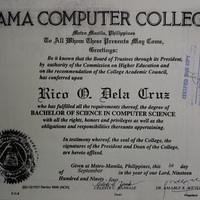 AMA COMPUTER COLLEGE
Metro Manila, Philippines
To All Whom These Presents May Come,
Greetings:
Be it known that the Board of Trustees through its President,
by authority of the Commission on Higher Education and
on the recommendation of the College Academic Council,
has conferred upon
Rico O. Dela Cruz
who has fulfilled all the requirements thereof, the degree of
BACHELOR OF SCIENCE IN COMPUTER SCIENCE
with all the rights, honors and privileges as well as the
obligations and responsibilities thereunto appertaining.
In testimony whereof, the seal of the College, the
signatures of the President and Dean of the College,
are hereto affixed.
Given at Metro-Manila, Philippines, this 1st day
of September in the year of our Lord, Nineteen
Hundred and Ninety